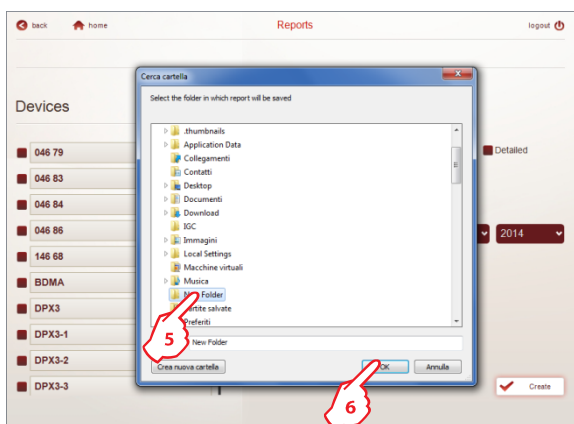 back home Reports logout
Cerca cartella
Select the folder in which report will be saved
Devices
.thumbnails
Application Data
046 79
Detailed
Collegamenti
Contatti
046 83
Desktop
Documenti
046 84
Download
IGC
046 86
2014
Immagini
Local Settings
146 68
Macchine virtuali
Musica
BDMA
New Folder
DPX3
Partite salvate
Preferiti
DPX3-1
5
New Folder
DPX3-2
Crea nuova cartella OK Annulla
DPX3-3
Create
6